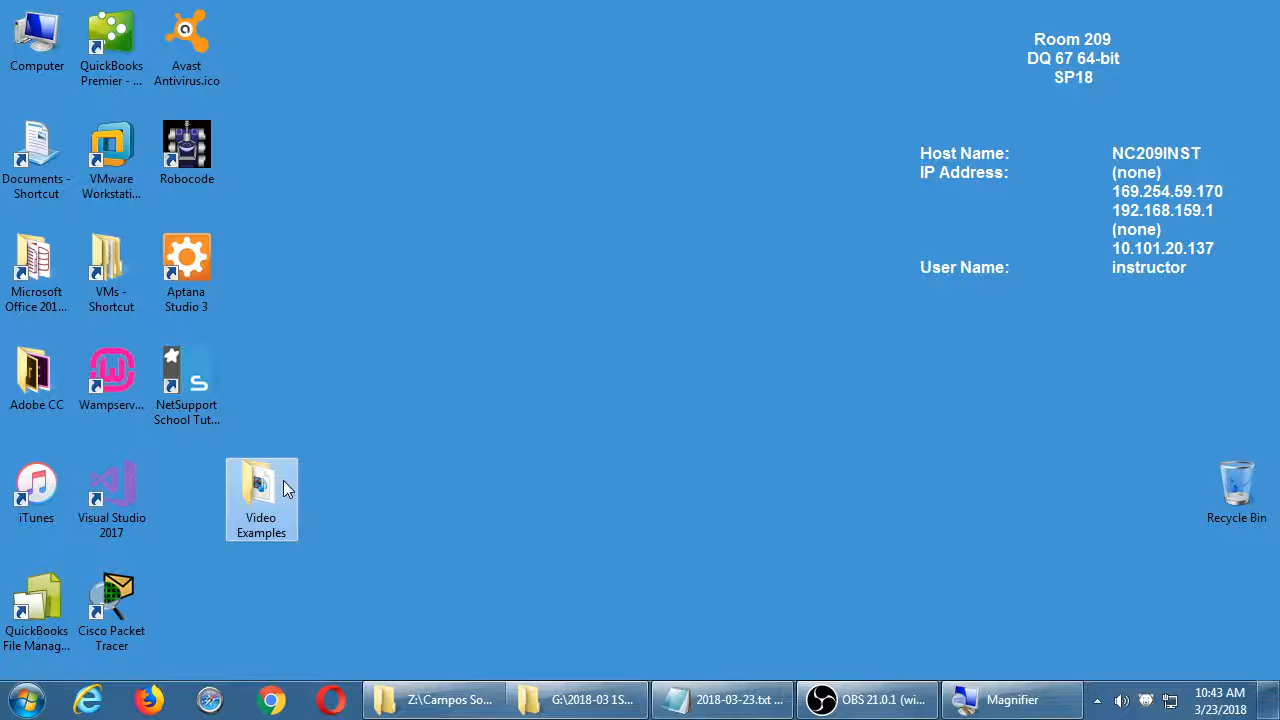 Computer
QuickBooks
Premier - ...
Avast
Antivirus.ico
Documents -
Shortcut
VMware
Workstati...
Robocode
Microsoft
Office 201...
VMs -
Shortcut
Aptana
Studio 3
Adobe CC
Wampserv...
NetSupport
School Tut...
iTunes
Visual Studio
2017
Video
Examples
QuickBooks
File Manag...
Cisco Packet
Tracer
Room 209
DQ 67 64-bit
SP18
Host Name: NC209INST
IP Address: (none)
169.254.59.170
192.168.159.1
(none)
10.101.20.137
User Name: instructor
Recycle Bin
Z:\Campos So...
G:\2018-03 1S...
2018-03-23.txt ...
OBS 21.0.1 (wi...
Magnifier
10:43 AM
3/23/2018